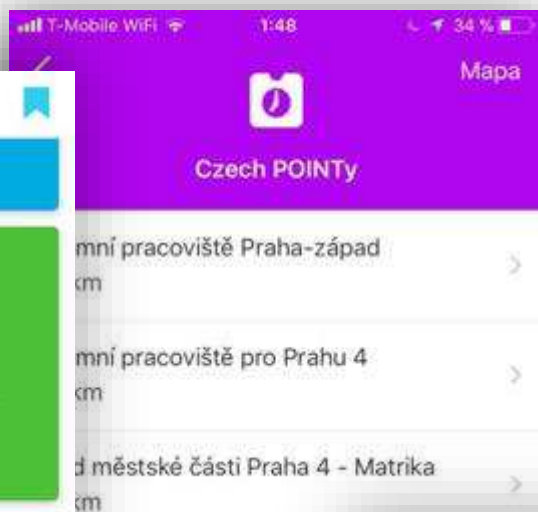 T-Mobile WiFi 1:48 34 %
Mapa
Czech POINTy
mní pracoviště Praha-západ
km
mní pracoviště pro Prahu 4
km
d městské části Praha 4 - Matrika
km